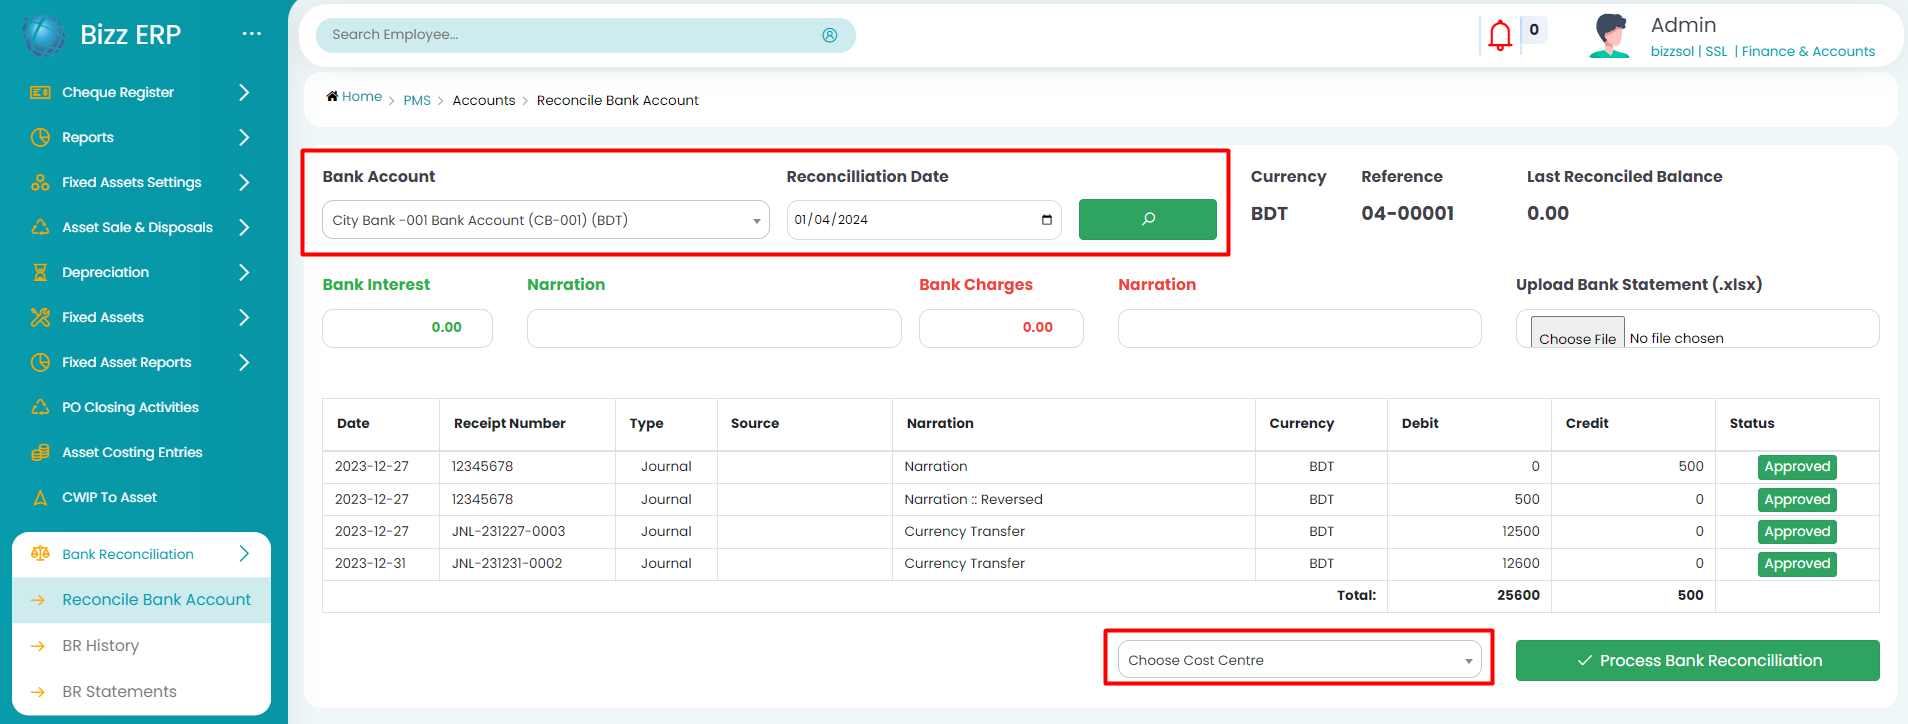 Bizz ERP ...
Cheque Register
Reports
Fixed Assets Settings
Asset Sale & Disposals
Depreciation
Fixed Assets
Fixed Asset Reports
PO Closing Activities
Asset Costing Entries
CWIP To Asset
Bank Reconciliation
Reconcile Bank Account
BR History
BR Statements
Search Employee...
0
Admin
bizzsol | SSL | Finance & Accounts
Home > PMS > Accounts > Reconcile Bank Account
Bank Account Reconcilliation Date Currency Reference Last Reconciled Balance
City Bank -001 Bank Account (CB-001) (BDT) 01/04/2024 BDT 04-00001 0.00
Bank Interest Narration Bank Charges Narration Upload Bank Statement (.xlsx)
0.00 0.00 Choose File No file chosen
Date Receipt Number Type Source Narration Currency Debit Credit Status
2023-12-27 12345678 Journal Narration BDT 0 500 Approved
2023-12-27 12345678 Journal Narration :: Reversed BDT 500 0 Approved
2023-12-27 JNL-231227-0003 Journal Currency Transfer BDT 12500 0 Approved
2023-12-31 JNL-231231-0002 Journal Currency Transfer BDT 12600 0 Approved
Total: 25600 500
Choose Cost Centre Process Bank Reconcilliation